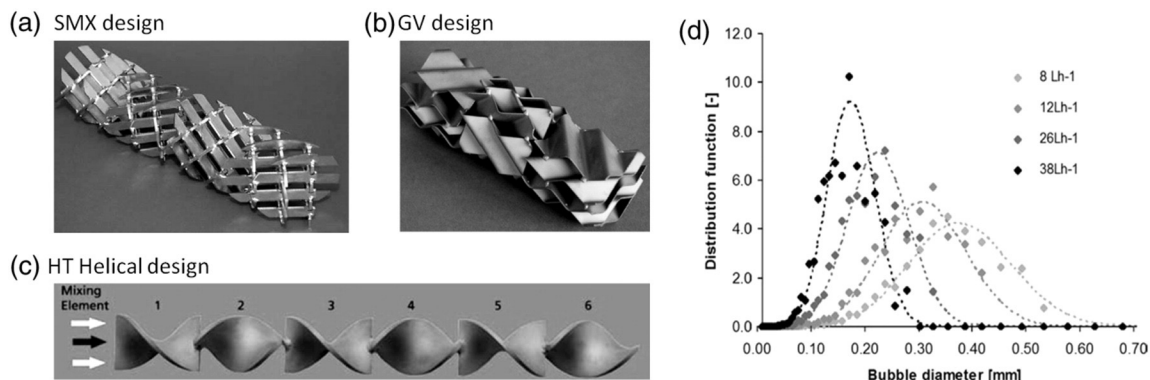 (a) SMX design
(b) GV design
(c) HT Helical design
Mixing
Element 1 2 3 4 5 6
(d)
12.0
10.0
8.0
6.0
4.0
2.0
0.0
Distribution function [-]
8 Lh-1
12Lh-1
26Lh-1
38Lh-1
0.00 0.10 0.20 0.30 0.40 0.50 0.60 0.70
Bubble diameter [mm]